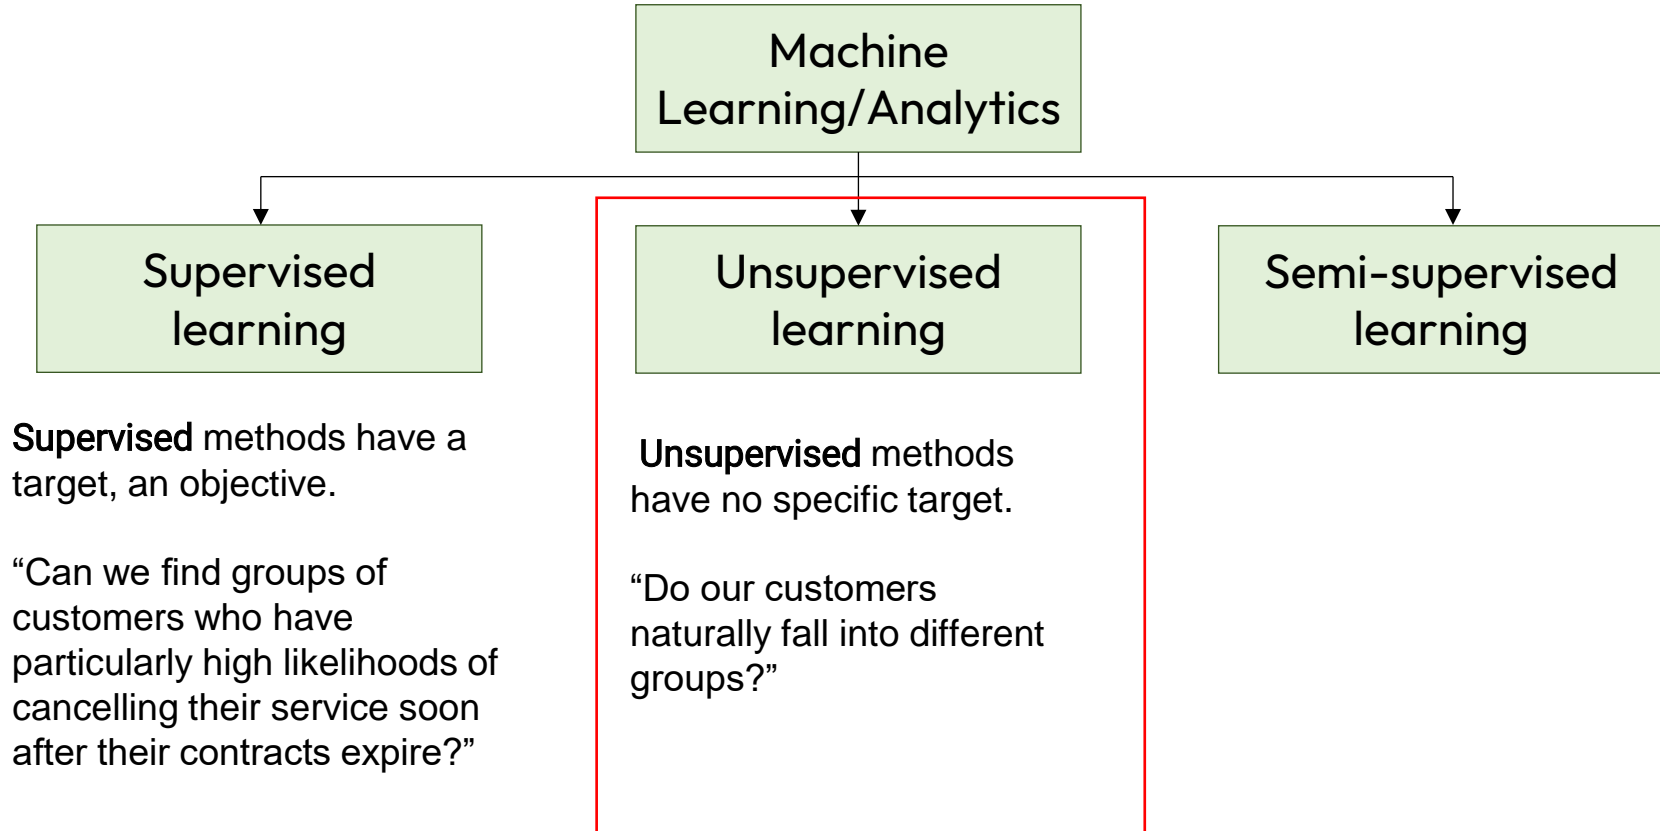 Machine
Learning/Analytics
Supervised
learning
Unsupervised
learning
Semi-supervised
learning
Supervised methods have a
target, an objective.
“Can we find groups of
customers who have
particularly high likelihoods of
cancelling their service soon
after their contracts expire?”
Unsupervised methods
have no specific target.
“Do our customers
naturally fall into different
groups?”